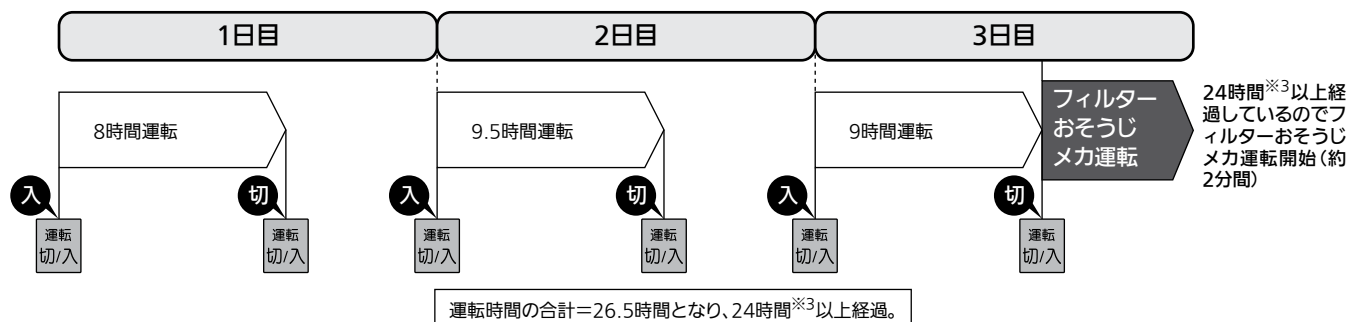 1日目
2日目
3日目
8時間運転
9.5時間運転
9時間運転
フィルター
おそうじ
メカ運転
24時間※3以上経
過しているのでフ
ィルターおそうじ
メカ運転開始(約
2分間)
入
切
入
切
入
切
運転
切/入
運転
切/入
運転
切/入
運転
切/入
運転
切/入
運転
切/入
運転時間の合計=26.5時間となり、24時間※3以上経過。